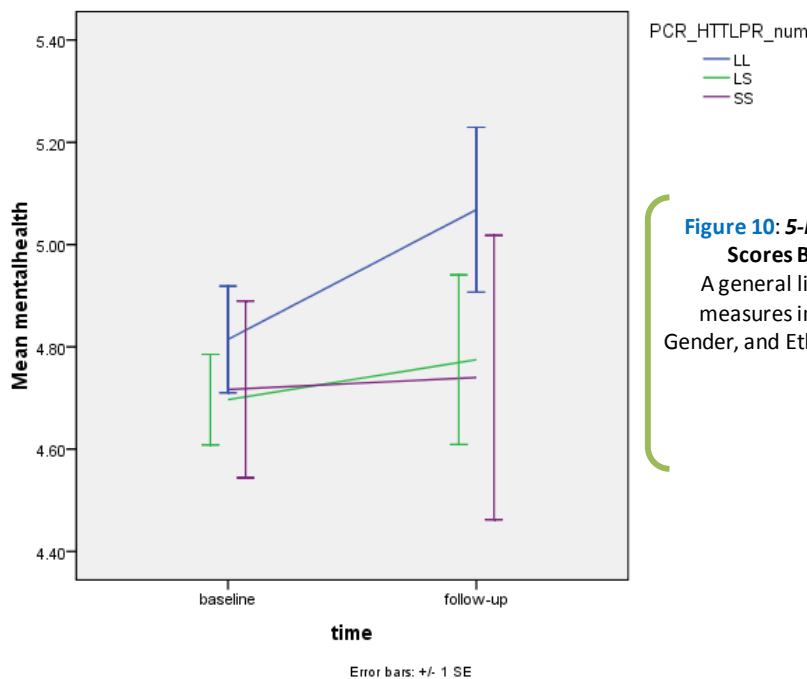 PCR_HTTLPR_num
LL
LS
SS
5.40
5.20
5.00
4.80
4.60
4.40
Mean mentalhealth
baseline
follow-up
time
Error bars: +/- 1 SE
Figure 10: 5-
Scores B
A general li
measures in
Gender, and Et